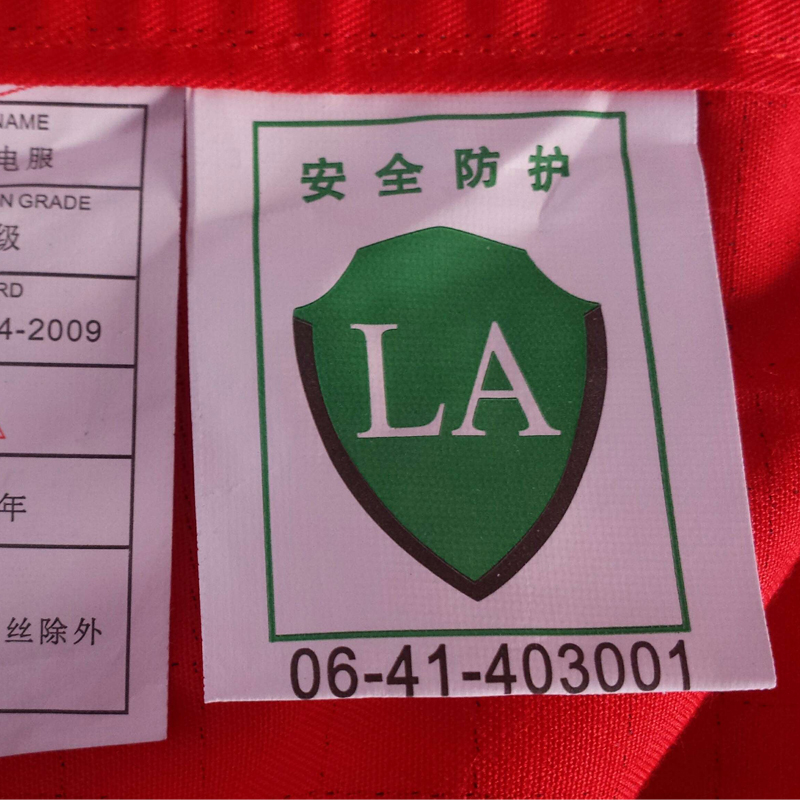 NAME
电服
N GRADE
级
RD
4-2009
年
丝除外
安全防护
LA
06-41-403001